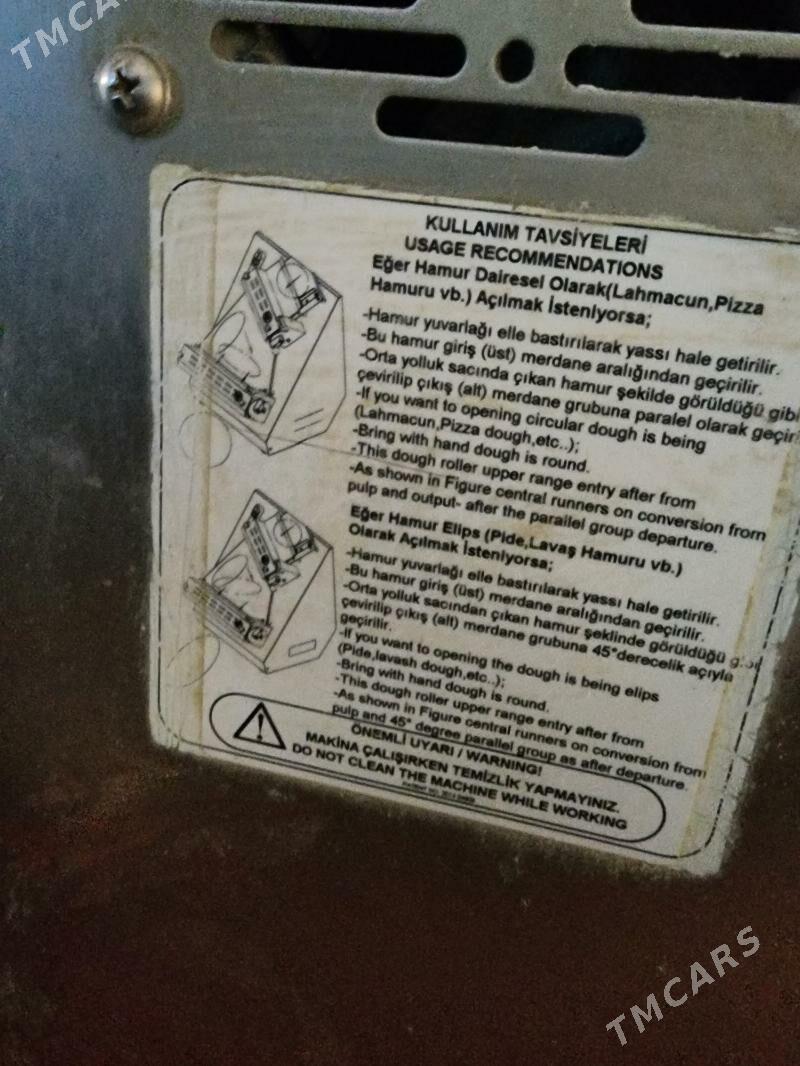 TMCARS
KULLANIM TAVSİYELERİ
USAGE RECOMMENDATIONS
Eğer Hamur Dairesel Olarak(Lahmacun,Pizza
Hamuru vb.) Açılmak İsteniyorsa;
-Hamur yuvarlağı elle bastırılarak yassı hale getirilir.
-Bu hamur giriş (üst) merdane aralığından geçirilir.
-Orta yolluk sacında çıkan hamur şekilde görüldüğü gibi
çevirilip çıkış (alt) merdane grubuna paralel olarak geçir
-If you want to opening circular dough is being
(Lahmacun,Pizza dough,etc..);
-Bring with hand dough is round.
-This dough roller upper range entry after from
-As shown in Figure central runners on conversion from
pulp and output- after the parallel group departure.
Eğer Hamur Elips (Pide,Lavaş Hamuru vb.)
Olarak Açılmak İsteniyorsa;
-Hamur yuvarlağı elle bastırılarak yassı hale getirilir.
-Bu hamur giriş (üst) merdane aralığından geçirilir.
-Orta yolluk sacından çıkan hamur şeklinde görüldüğü gibi
çevirilip çıkış (alt) merdane grubuna 45°derecelik açıyla
geçirilir.
-If you want to opening the dough is being elips
(Pide,lavash dough,etc..);
-Bring with hand dough is round.
-This dough roller upper range entry after from
-As shown in Figure central runners on conversion from
pulp and 45° degree parallel group as after departure.
ÖNEMLİ UYARI / WARNING!
MAKİNA ÇALIŞIRKEN TEMİZLİK YAPMAYINIZ.
DO NOT CLEAN THE MACHINE WHILE WORKING
TMCARS